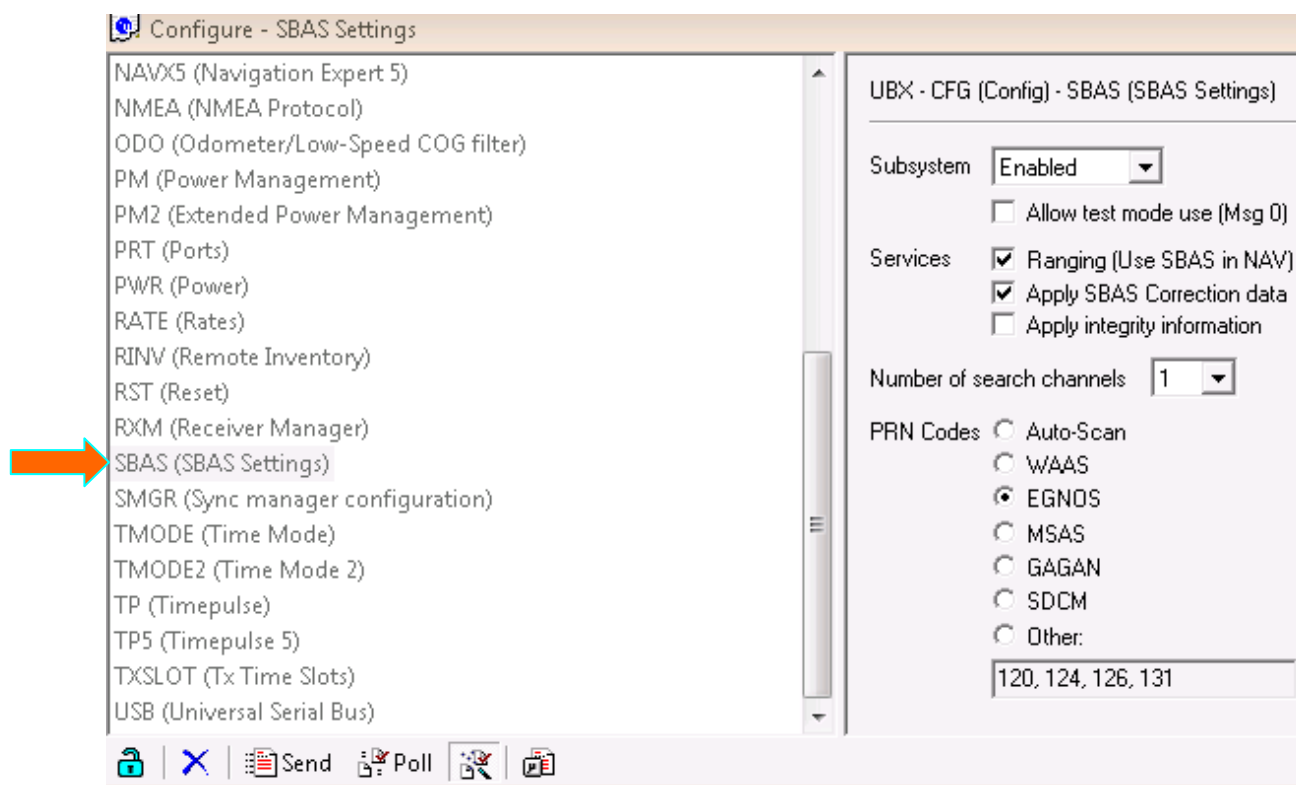 Configure - SBAS Settings
NAVX5 (Navigation Expert 5)
NMEA (NMEA Protocol)
ODO (Odometer/Low-Speed COG filter)
PM (Power Management)
PM2 (Extended Power Management)
PRT (Ports)
PWR (Power)
RATE (Rates)
RINV (Remote Inventory)
RST (Reset)
RXM (Receiver Manager)
SBAS (SBAS Settings)
SMGR (Sync manager configuration)
TMODE (Time Mode)
TMODE2 (Time Mode 2)
TP (Timepulse)
TP5 (Timepulse 5)
TXSLOT (Tx Time Slots)
USB (Universal Serial Bus)
UBX - CFG (Config) - SBAS (SBAS Settings)
Subsystem Enabled
Allow test mode use (Msg 0)
Services Ranging (Use SBAS in NAV)
Apply SBAS Correction data
Apply integrity information
Number of search channels 1
PRN Codes Auto-Scan
WAAS
EGNOS
MSAS
GAGAN
SDCM
Other:
120, 124, 126, 131
Send Poll